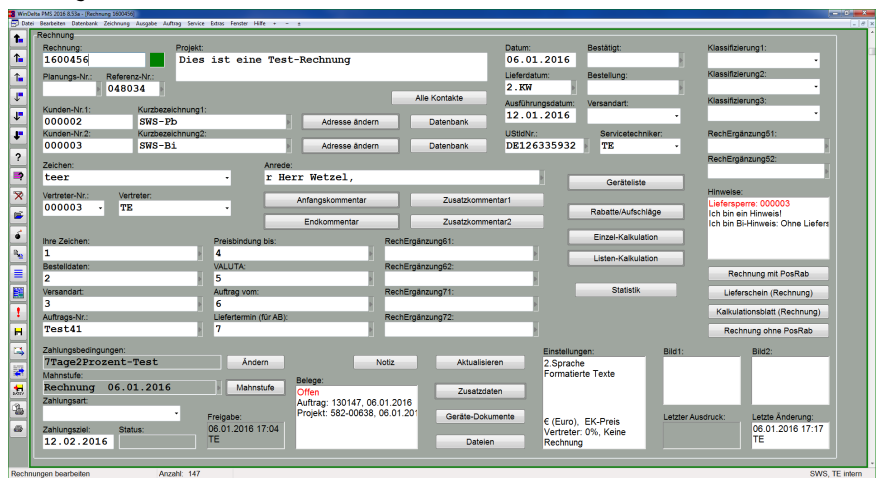 WinDelta PMS 2016 8.53e - [Rechnung 1600456]
Datei Bearbeiten Datenbank Zeichnung Ausgabe Auftrag Service Extras Fenster Hilfe + - ±
Rechnung
Rechnung: Projekt: Datum: Bestätigt: Klassifizierung1:
1600456 Dies ist eine Test-Rechnung 06.01.2016
Planungs-Nr.: Referenz-Nr.: Lieferdatum: Bestellung: Klassifizierung2:
048034 2.KW
Alle Kontakte
Kunden-Nr.1: Kurzbezeichnung1: Ausführungsdatum: Versandart: Klassifizierung3:
000002 SWS-Pb Adresse ändern Datenbank 12.01.2016
Kunden-Nr.2: Kurzbezeichnung2: UStIdNr.: Servicetechniker: RechErgänzung51:
000003 SWS-Bi Adresse ändern Datenbank DE126335932 TE
Zeichen: Anrede: RechErgänzung52:
teer r Herr Wetzel,
Geräteliste
Vertreter-Nr.: Vertreter: Hinweise:
000003 TE Anfangskommentar Zusatzkommentar1 Rabatte/Aufschläge Liefersperre: 000003
Ich bin ein Hinweis!
Endkommentar Zusatzkommentar2 Ich bin Bi-Hinweis: Ohne Liefers
Einzel-Kalkulation
Ihre Zeichen: Preisbindung bis: RechErgänzung61:
1 4 Listen-Kalkulation
Bestelldaten: VALUTA: RechErgänzung62: Rechnung mit PosRab
2 5
Versandart: Auftrag vom: RechErgänzung71: Statistik Lieferschein (Rechnung)
3 6 Kalkulationsblatt (Rechnung)
Auftrags-Nr.: Liefertermin (für AB): RechErgänzung72:
Test41 7 Rechnung ohne PosRab
Zahlungsbedingungen: Einstellungen: Bild1: Bild2:
7Tage2Prozent-Test Ändern Notiz Aktualisieren 2.Sprache
Mahnstufe: Belege: Formatierte Texte
Rechnung 06.01.2016 Mahnstufe Offen Zusatzdaten
Zahlungsart: Auftrag: 130147, 06.01.2016
Freigabe: Projekt: 582-00638, 06.01.201 Geräte-Dokumente Letzter Ausdruck: Letzte Änderung:
Zahlungsziel: Status: 06.01.2016 17:04 € (Euro), EK-Preis 06.01.2016 17:17
12.02.2016 TE Dateien Vertreter: 0%, Keine TE
Rechnung
Rechnungen bearbeiten Anzahl: 147 SWS, TE intern